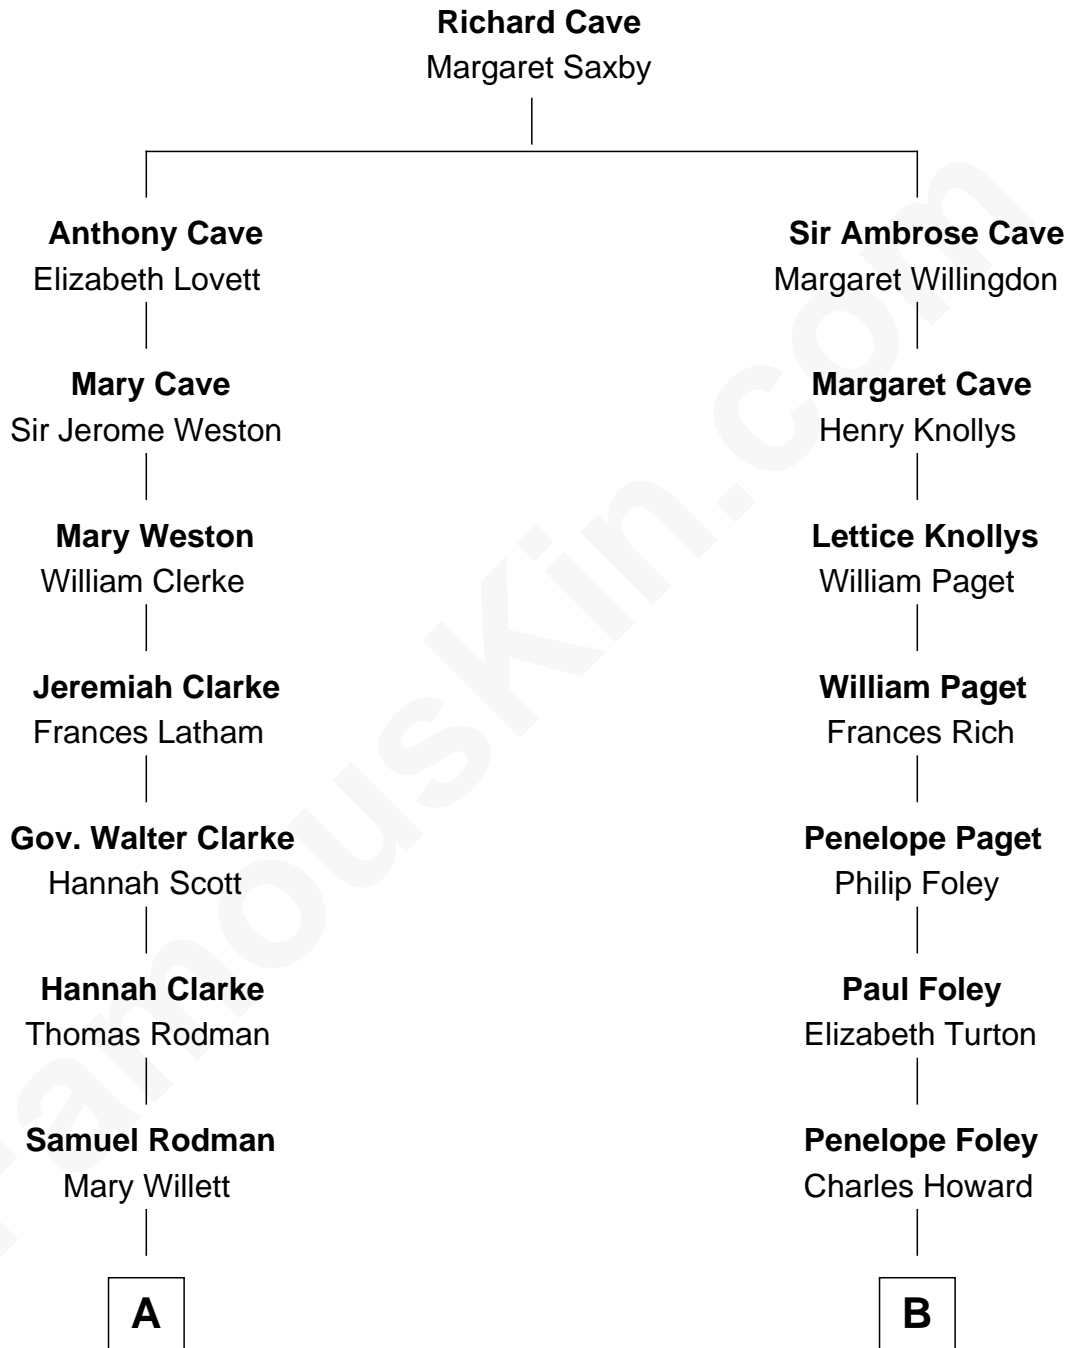 Richard Cave
Margaret Saxby
Anthony Cave
Elizabeth Lovett
Sir Ambrose Cave
Margaret Willingdon
Mary Cave
Sir Jerome Weston
Margaret Cave
Henry Knollys
Mary Weston
William Clerke
Lettice Knollys
William Paget
Jeremiah Clarke
Frances Latham
William Paget
Frances Rich
Gov. Walter Clarke
Hannah Scott
Penelope Paget
Philip Foley
Hannah Clarke
Thomas Rodman
Paul Foley
Elizabeth Turton
Samuel Rodman
Mary Willett
Penelope Foley
Charles Howard
A
B
FamousKin.com